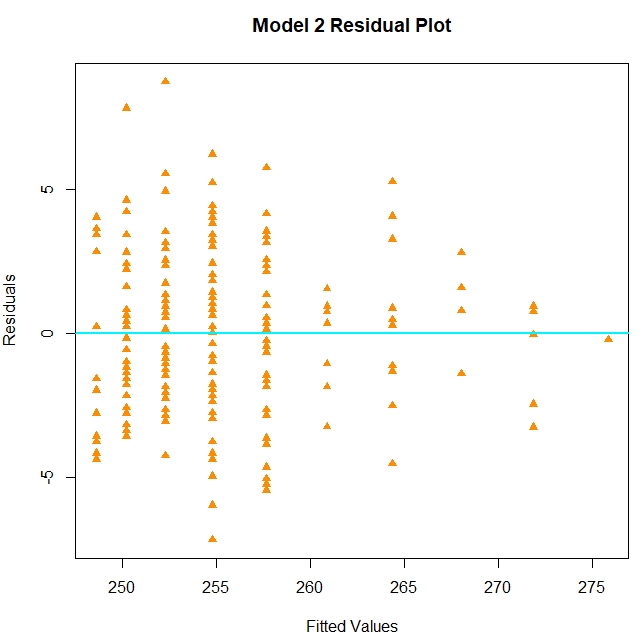 Model 2 Residual Plot
Residuals
5
0
-5
250 255 260 265 270 275
Fitted Values